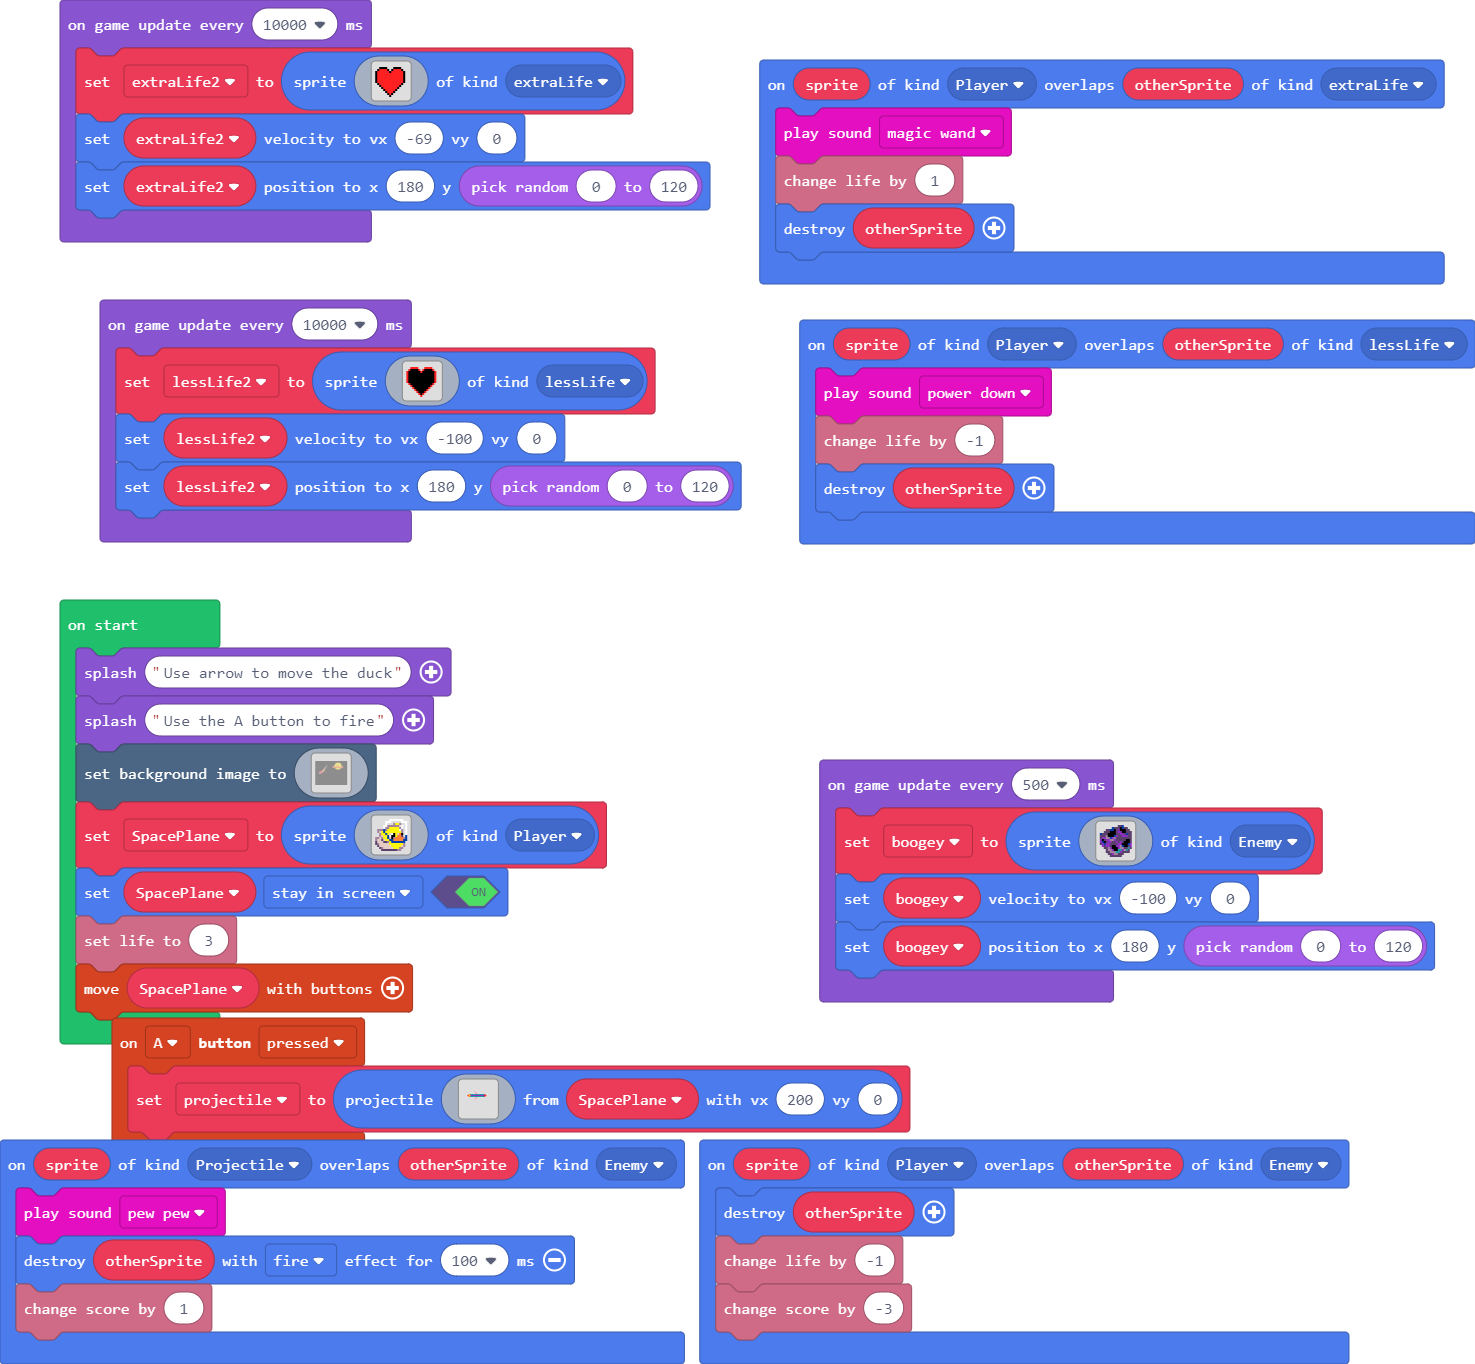 on game update every 10000 ms
set extraLife2 to sprite of kind extraLife
set extraLife2 velocity to vx -69 vy 0
set extraLife2 position to x 180 y pick random 0 to 120
on sprite of kind Player overlaps otherSprite of kind extraLife
play sound magic wand
change life by 1
destroy otherSprite
on game update every 10000 ms
set lessLife2 to sprite of kind lessLife
set lessLife2 velocity to vx -100 vy 0
set lessLife2 position to x 180 y pick random 0 to 120
on sprite of kind Player overlaps otherSprite of kind lessLife
play sound power down
change life by -1
destroy otherSprite
on start
splash "Use arrow to move the duck"
splash "Use the A button to fire"
set background image to
set SpacePlane to sprite of kind Player
set SpacePlane stay in screen ON
set life to 3
move SpacePlane with buttons
on game update every 500 ms
set boogey to sprite of kind Enemy
set boogey velocity to vx -100 vy 0
set boogey position to x 180 y pick random 0 to 120
on A button pressed
set projectile to projectile from SpacePlane with vx 200 vy 0
on sprite of kind Projectile overlaps otherSprite of kind Enemy
play sound pew pew
destroy otherSprite with fire effect for 100 ms
change score by 1
on sprite of kind Player overlaps otherSprite of kind Enemy
destroy otherSprite
change life by -1
change score by -3